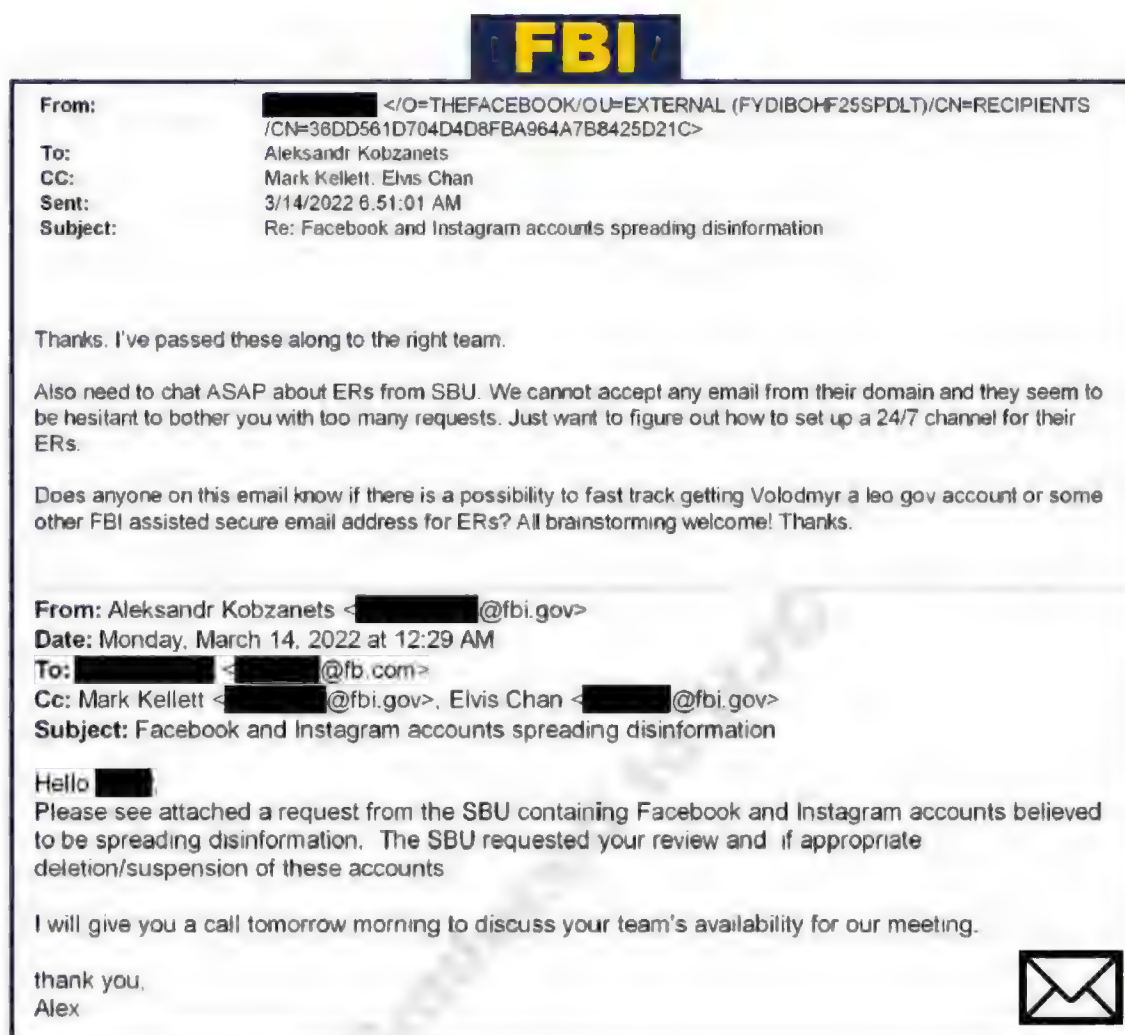 FBI
From: </O=THEFACEBOOK/OU=EXTERNAL (FYDIBOHF25SPDLT)/CN=RECIPIENTS
/CN=36DD561D704D4D8FBA964A7B8425D21C>
To: Aleksandr Kobzanets
CC: Mark Kellett. Elvis Chan
Sent: 3/14/2022 6.51:01 AM
Subject: Re: Facebook and Instagram accounts spreading disinformation
Thanks. I've passed these along to the right team.
Also need to chat ASAP about ERs from SBU. We cannot accept any email from their domain and they seem to
be hesitant to bother you with too many requests. Just want to figure out how to set up a 24/7 channel for their
ERs.
Does anyone on this email know if there is a possibility to fast track getting Volodmyr a leo gov account or some
other FBI assisted secure email address for ERs? All brainstorming welcome! Thanks.
From: Aleksandr Kobzanets < @fbi.gov>
Date: Monday, March 14, 2022 at 12:29 AM
To: < @fb.com>
Cc: Mark Kellett < @fbi.gov>, Elvis Chan < @fbi.gov>
Subject: Facebook and Instagram accounts spreading disinformation
Hello
Please see attached a request from the SBU containing Facebook and Instagram accounts believed
to be spreading disinformation. The SBU requested your review and if appropriate
deletion/suspension of these accounts
I will give you a call tomorrow morning to discuss your team's availability for our meeting.
thank you,
Alex